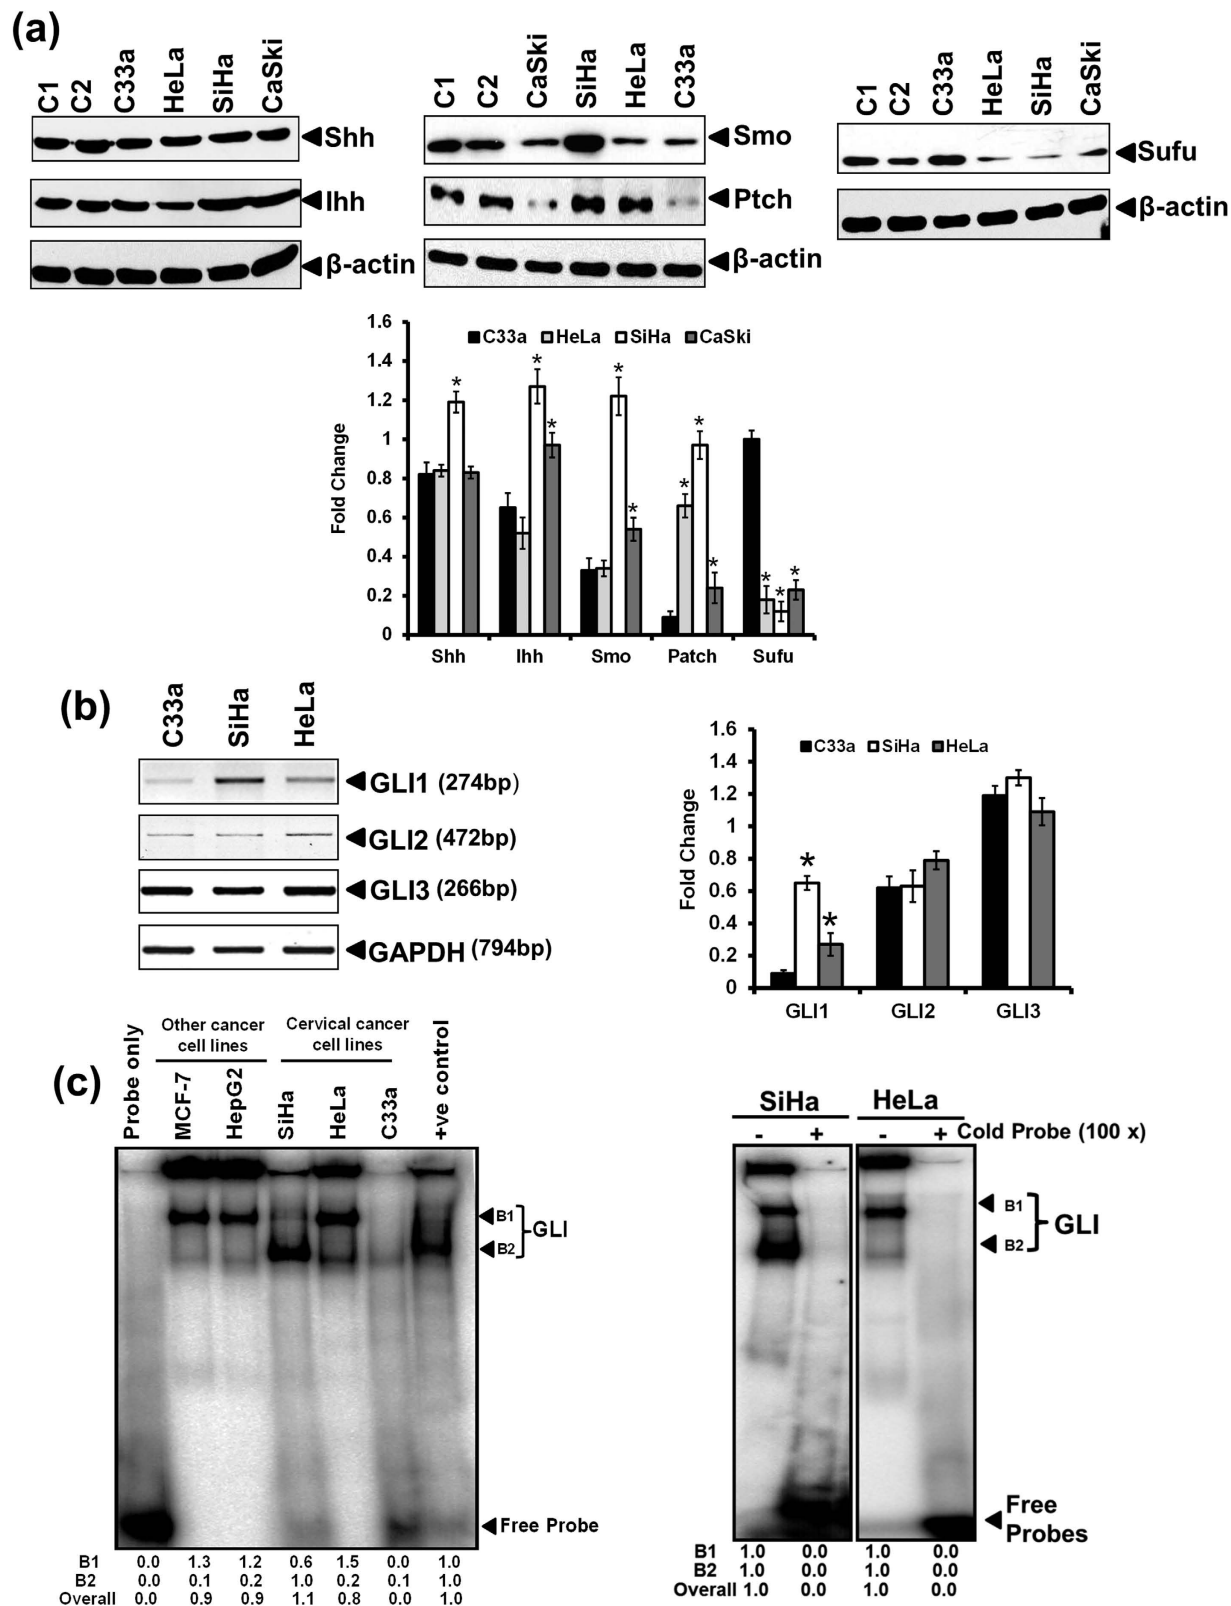 (a)
C1 C2 C33a HeLa SiHa CaSki
Shh
Ihh
β-actin
C1 C2 CaSki SiHa HeLa C33a
Smo
Ptch
β-actin
C1 C2 C33a HeLa SiHa CaSki
Sufu
β-actin
C33a HeLa SiHa CaSki
Fold Change
1.6
1.4
1.2
1
0.8
0.6
0.4
0.2
0
* * * * * * * * * * *
Shh Ihh Smo Patch Sufu
(b)
C33a SiHa HeLa
GLI1 (274bp)
GLI2 (472bp)
GLI3 (266bp)
GAPDH (794bp)
C33a SiHa HeLa
Fold Change
1.6
1.4
1.2
1
0.8
0.6
0.4
0.2
0
* *
GLI1 GLI2 GLI3
(c)
Other cancer cell lines
Cervical cancer cell lines
Probe only MCF-7 HepG2 SiHa HeLa C33a +ve control
B1
B2
GLI
Free Probe
B1 0.0 1.3 1.2 0.6 1.5 0.0 1.0
B2 0.0 0.1 0.2 1.0 0.2 0.1 1.0
Overall 0.0 0.9 0.9 1.1 0.8 0.0 1.0
SiHa HeLa
- + - + Cold Probe (100 x)
B1
B2
GLI
Free
Probes
B1 1.0 0.0 1.0 0.0
B2 1.0 0.0 1.0 0.0
Overall 1.0 0.0 1.0 0.0